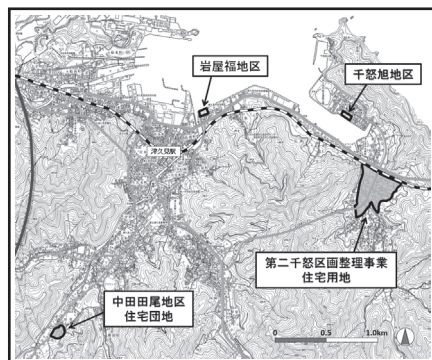 岩屋福地区
千怒旭地区
津久見駅
第二千怒区画整理事業
住宅用地
中田田尾地区
住宅団地
0 0.5 1.0km